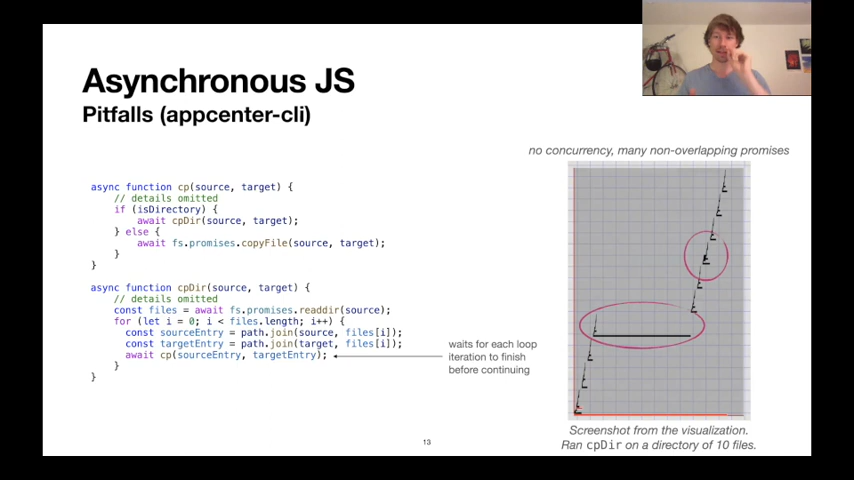 Asynchronous JS
Pitfalls (appcenter-cli)
no concurrency, many non-overlapping promises
async function cp(source, target) {
// details omitted
if (isDirectory) {
await cpDir(source, target);
} else {
await fs.promises.copyFile(source, target);
}
}
async function cpDir(source, target) {
// details omitted
const files = await fs.promises.readdir(source);
for (let i = 0; i < files.length; i++) {
const sourceEntry = path.join(source, files[i]);
const targetEntry = path.join(target, files[i]);
await cp(sourceEntry, targetEntry);
}
}
waits for each loop
iteration to finish
before continuing
Screenshot from the visualization.
Ran cpDir on a directory of 10 files.
13